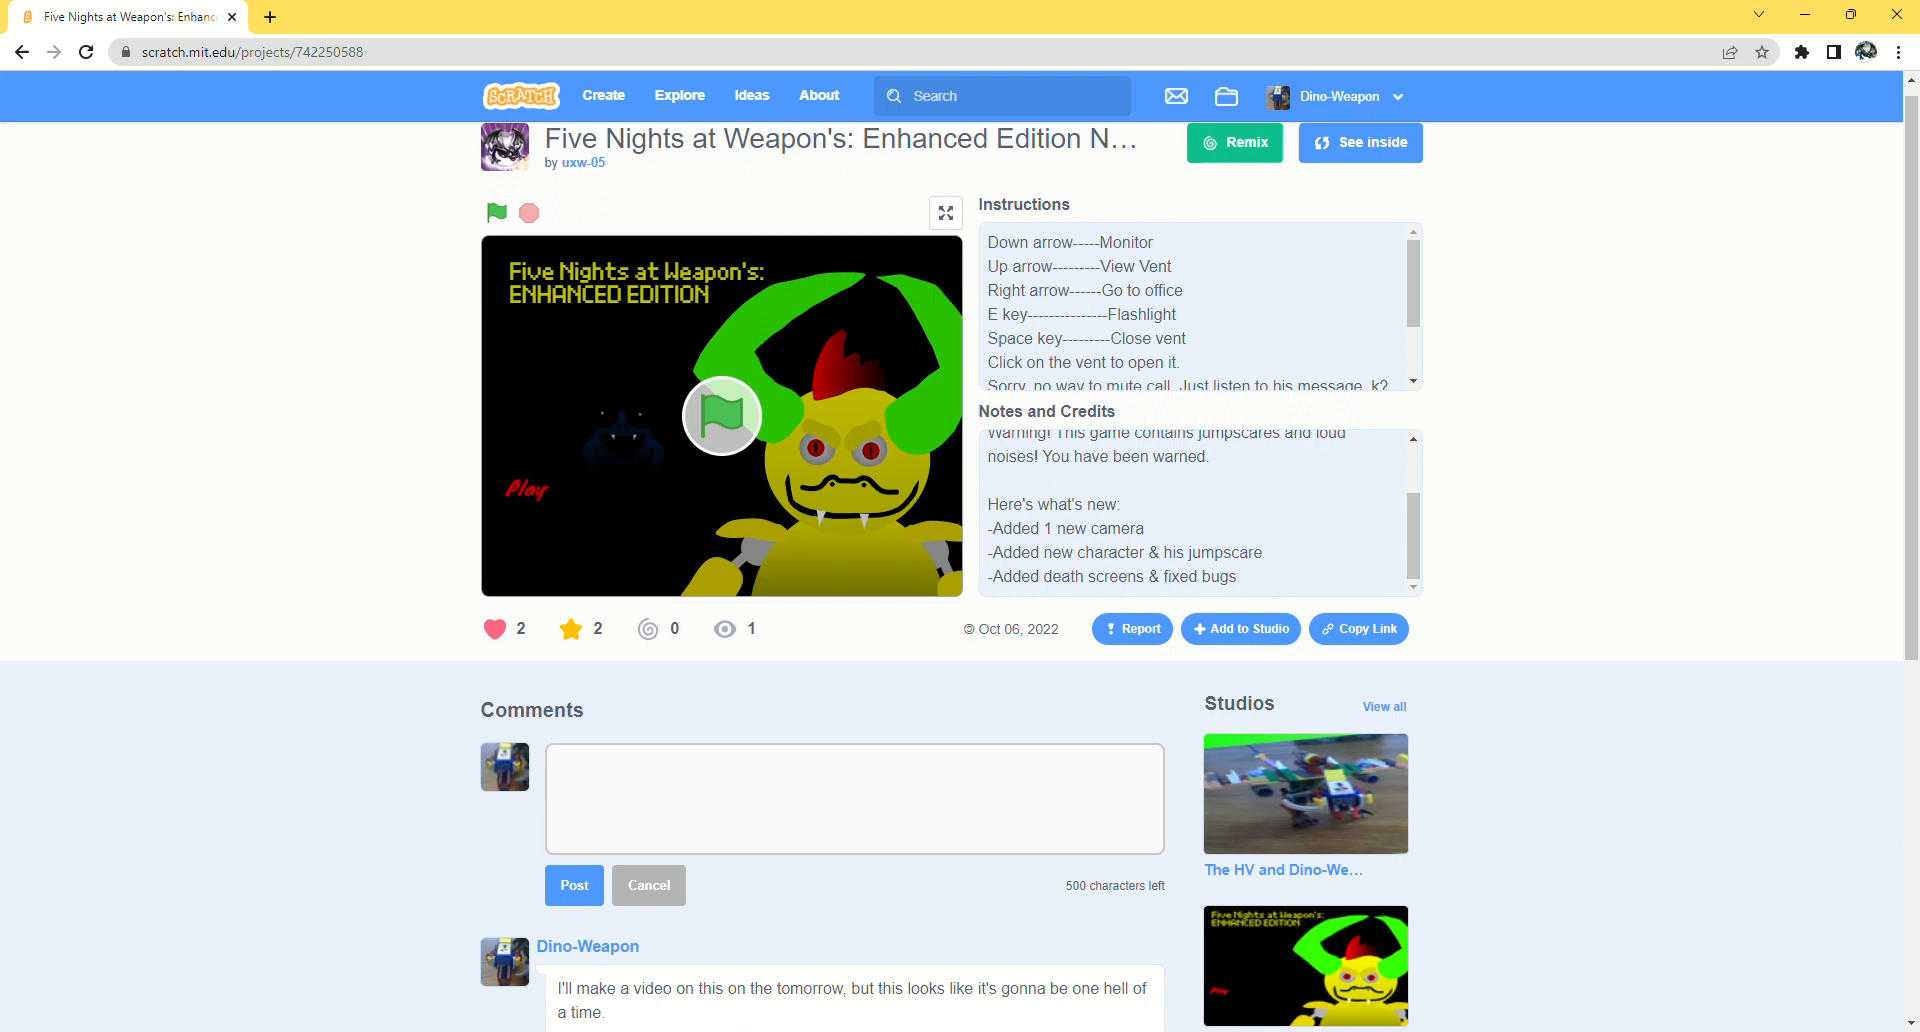 Five Nights at Weapon's: Enhanc
scratch.mit.edu/projects/742250588
SCRATCH
Create
Explore
Ideas
About
Search
Dino-Weapon
Five Nights at Weapon's: Enhanced Edition N...
by uxw-05
Remix
See inside
Five Nights at Weapon's:
ENHANCED EDITION
Play
Instructions
Down arrow-----Monitor
Up arrow---------View Vent
Right arrow------Go to office
E key---------------Flashlight
Space key---------Close vent
Click on the vent to open it.
Sorry, no way to mute call. Just listen to his message, k?
Notes and Credits
Warning! This game contains jumpscares and loud
noises! You have been warned.
Here's what's new:
-Added 1 new camera
-Added new character & his jumpscare
-Added death screens & fixed bugs
2
2
0
1
© Oct 06, 2022
Report
Add to Studio
Copy Link
Comments
Post
Cancel
500 characters left
Dino-Weapon
I'll make a video on this on the tomorrow, but this looks like it's gonna be one hell of
a time.
Studios
View all
The HV and Dino-We...
Five Nights at Weapon's:
ENHANCED EDITION
Play